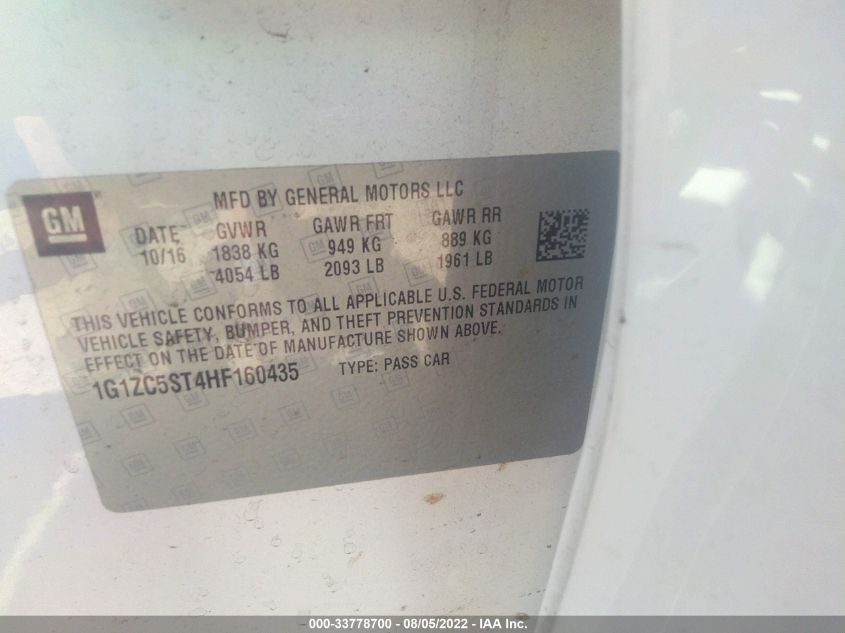 GM
MFD BY GENERAL MOTORS LLC
DATE GVWR GAWR FRT GAWR RR
10/16 1838 KG 949 KG 889 KG
4054 LB 2093 LB 1961 LB
THIS VEHICLE CONFORMS TO ALL APPLICABLE U.S. FEDERAL MOTOR
VEHICLE SAFETY, BUMPER, AND THEFT PREVENTION STANDARDS IN
EFFECT ON THE DATE OF MANUFACTURE SHOWN ABOVE.
1G1ZC5ST4HF160435 TYPE: PASS CAR
000-33778700 - 08/05/2022 - IAA Inc.